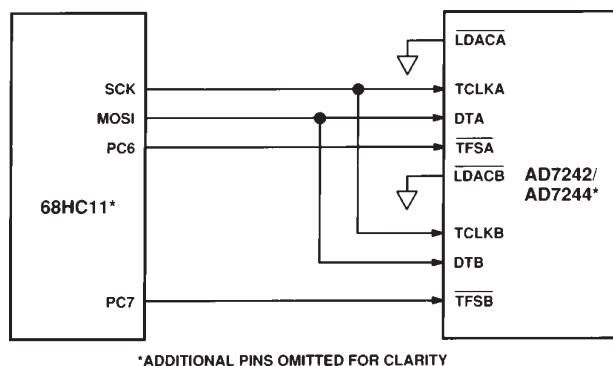 LDACA
SCK
TCLKA
MOSI
DTA
PC6
TFSA
LDACB
AD7242/
AD7244*
68HC11*
TCLKB
DTB
PC7
TFSB
*ADDITIONAL PINS OMITTED FOR CLARITY